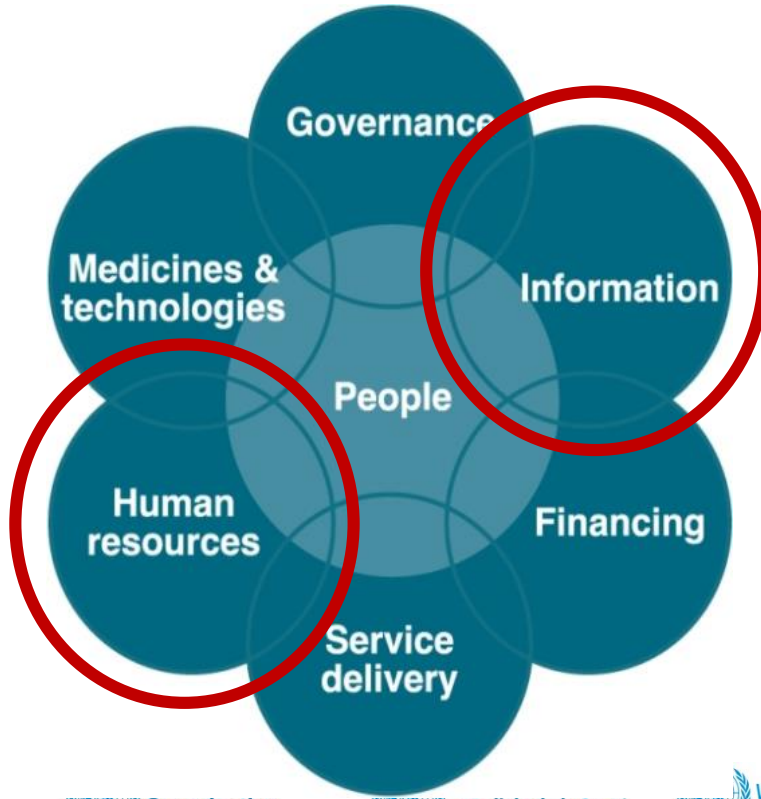 Governance
Medicines &
technologies
Information
People
Human
resources
Financing
Service
delivery